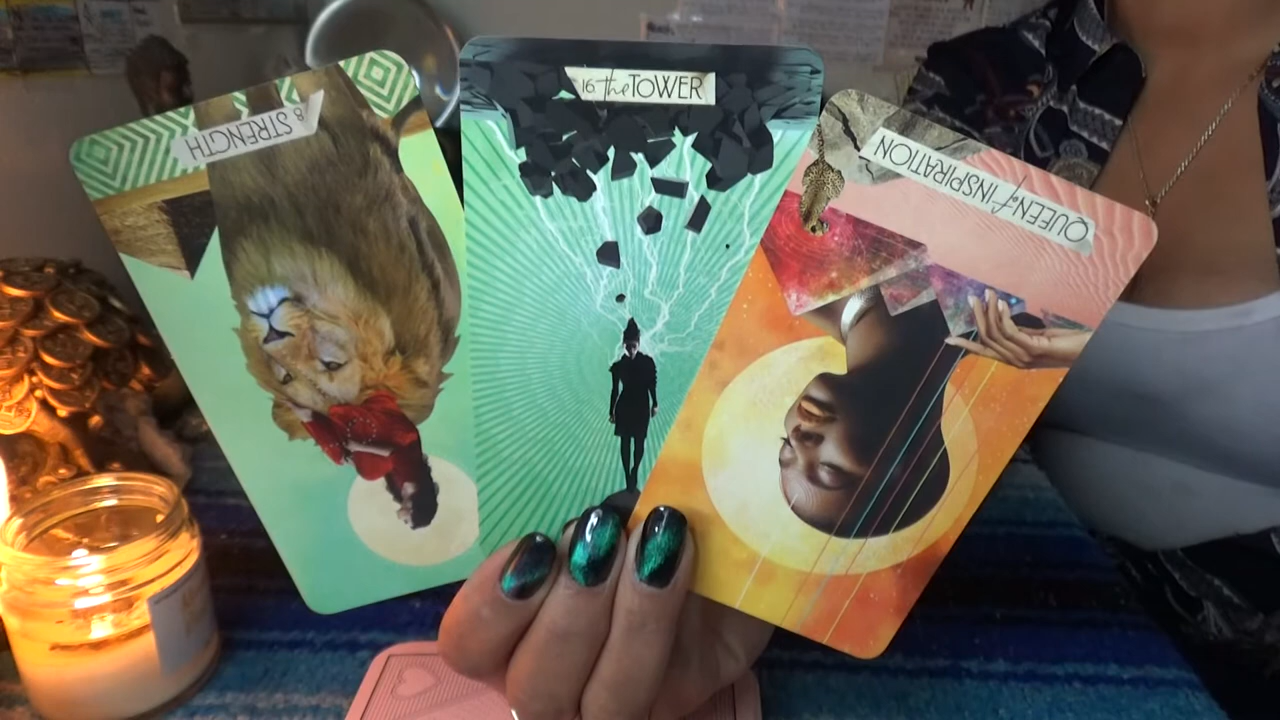 8 STRENGTH
16 the TOWER
QUEEN of INSPIRATION